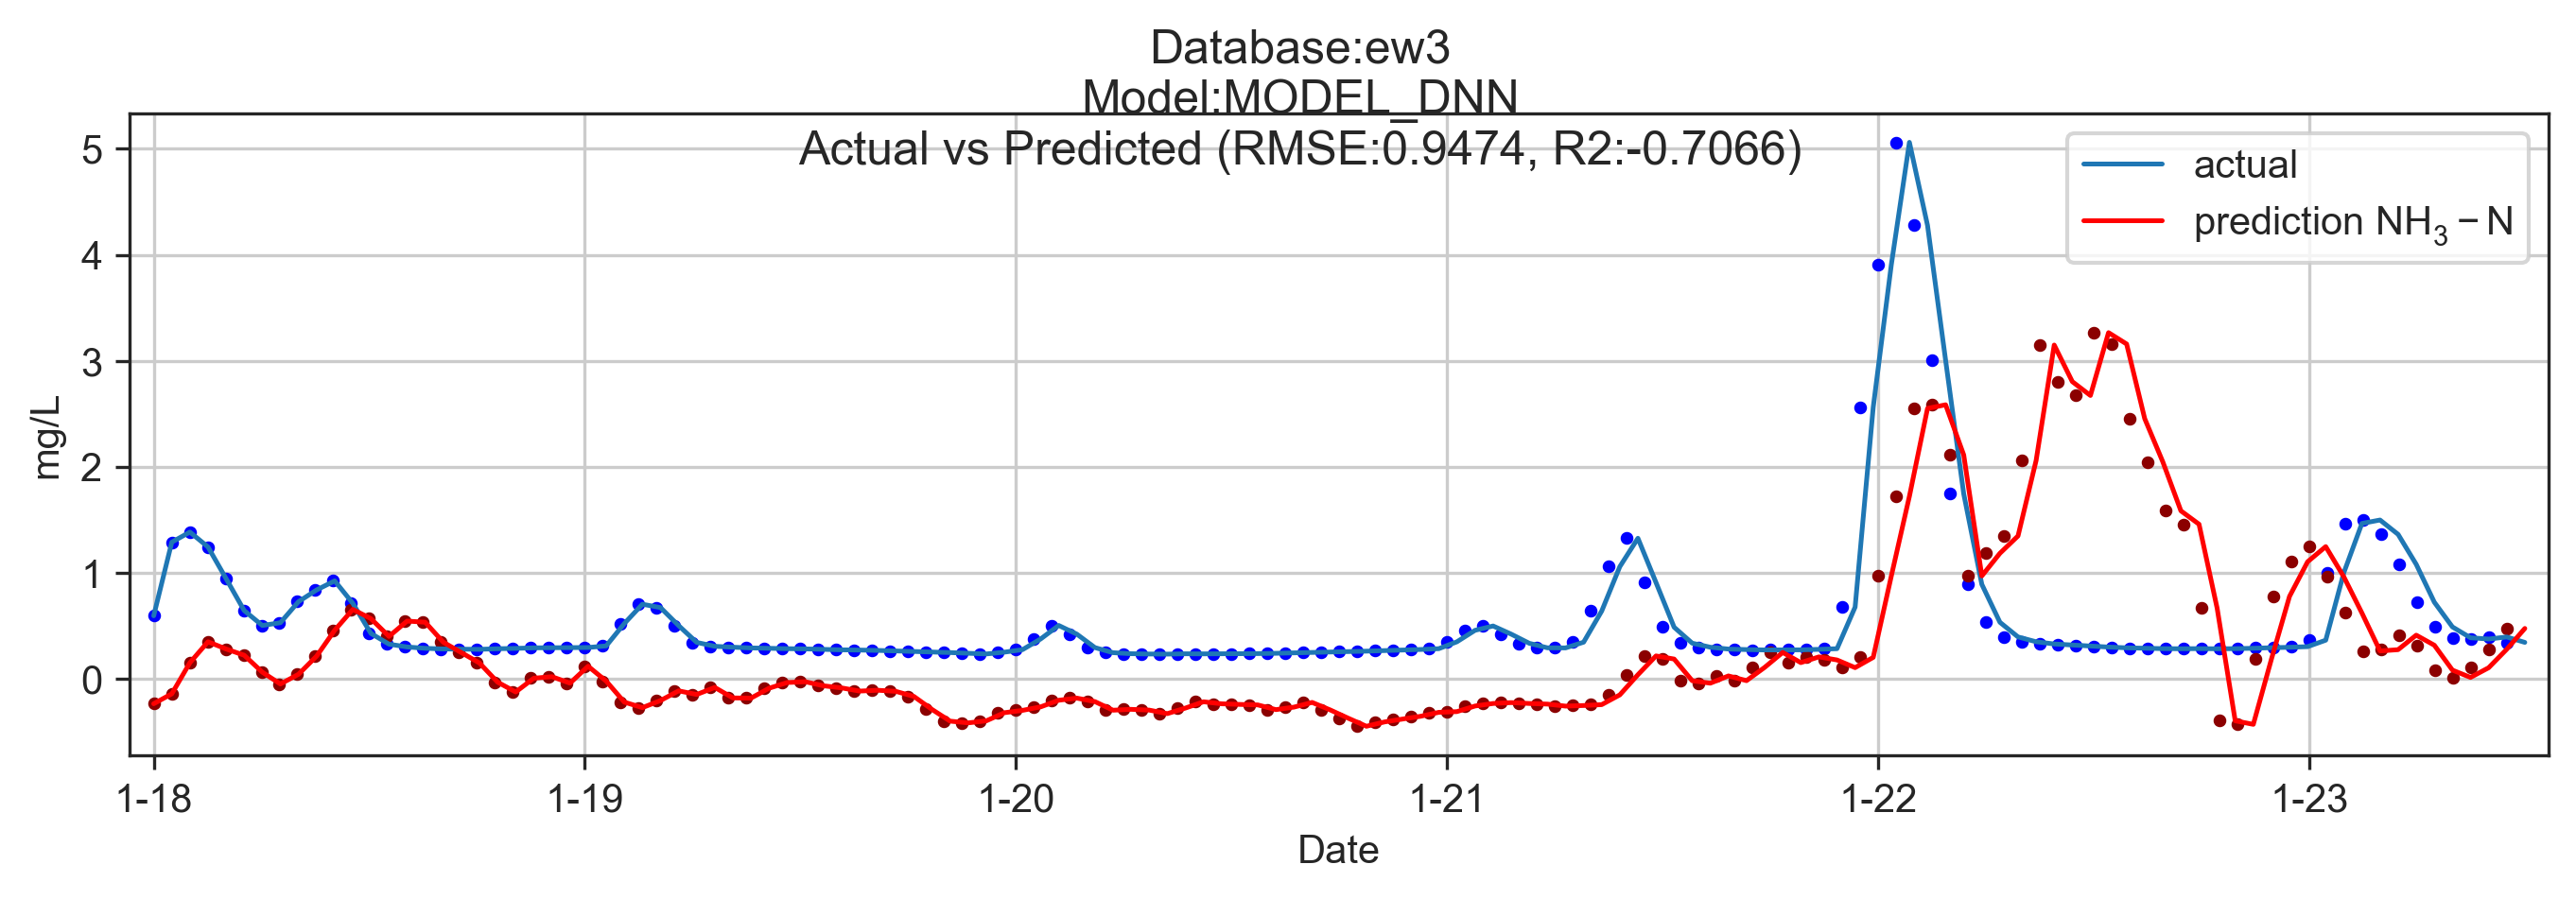 Database:ew3
Model:MODEL_DNN
Actual vs Predicted (RMSE:0.9474, R2:-0.7066)
actual
prediction NH₃ − N
mg/L
5
4
3
2
1
0
1-18 1-19 1-20 1-21 1-22 1-23
Date